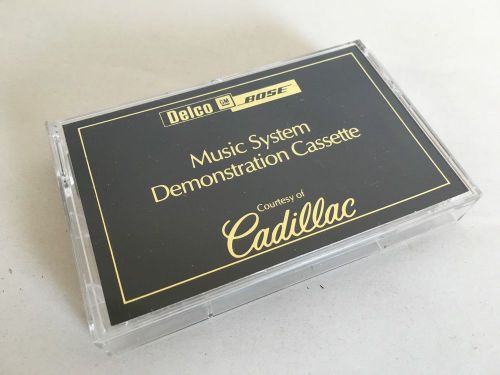 Delco GM BOSE
Music System
Demonstration Cassette
Courtesy of
Cadillac